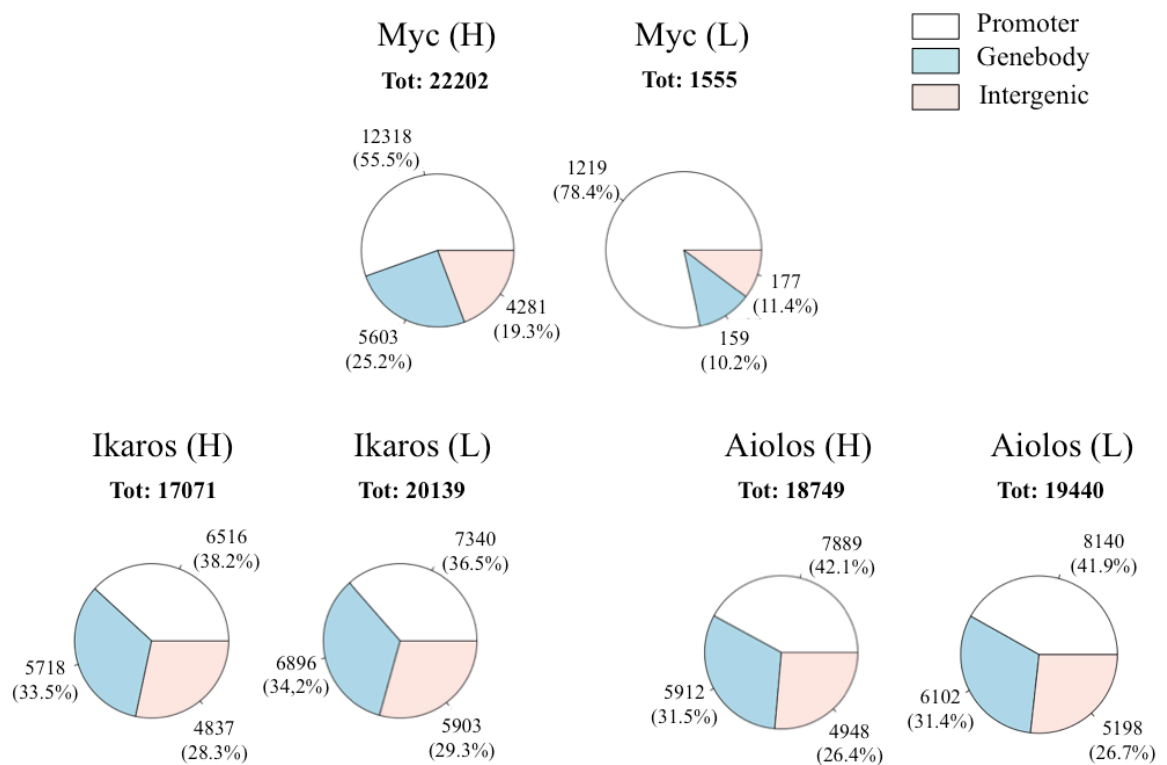 Myc (H)
Tot: 22202
12318
(55.5%)
5603
(25.2%)
4281
(19.3%)
Myc (L)
Tot: 1555
1219
(78.4%)
177
(11.4%)
159
(10.2%)
Promoter
Genebody
Intergenic
Ikaros (H)
Tot: 17071
6516
(38.2%)
5718
(33.5%)
4837
(28.3%)
Ikaros (L)
Tot: 20139
7340
(36.5%)
6896
(34,2%)
5903
(29.3%)
Aiolos (H)
Tot: 18749
7889
(42.1%)
5912
(31.5%)
4948
(26.4%)
Aiolos (L)
Tot: 19440
8140
(41.9%)
6102
(31.4%)
5198
(26.7%)